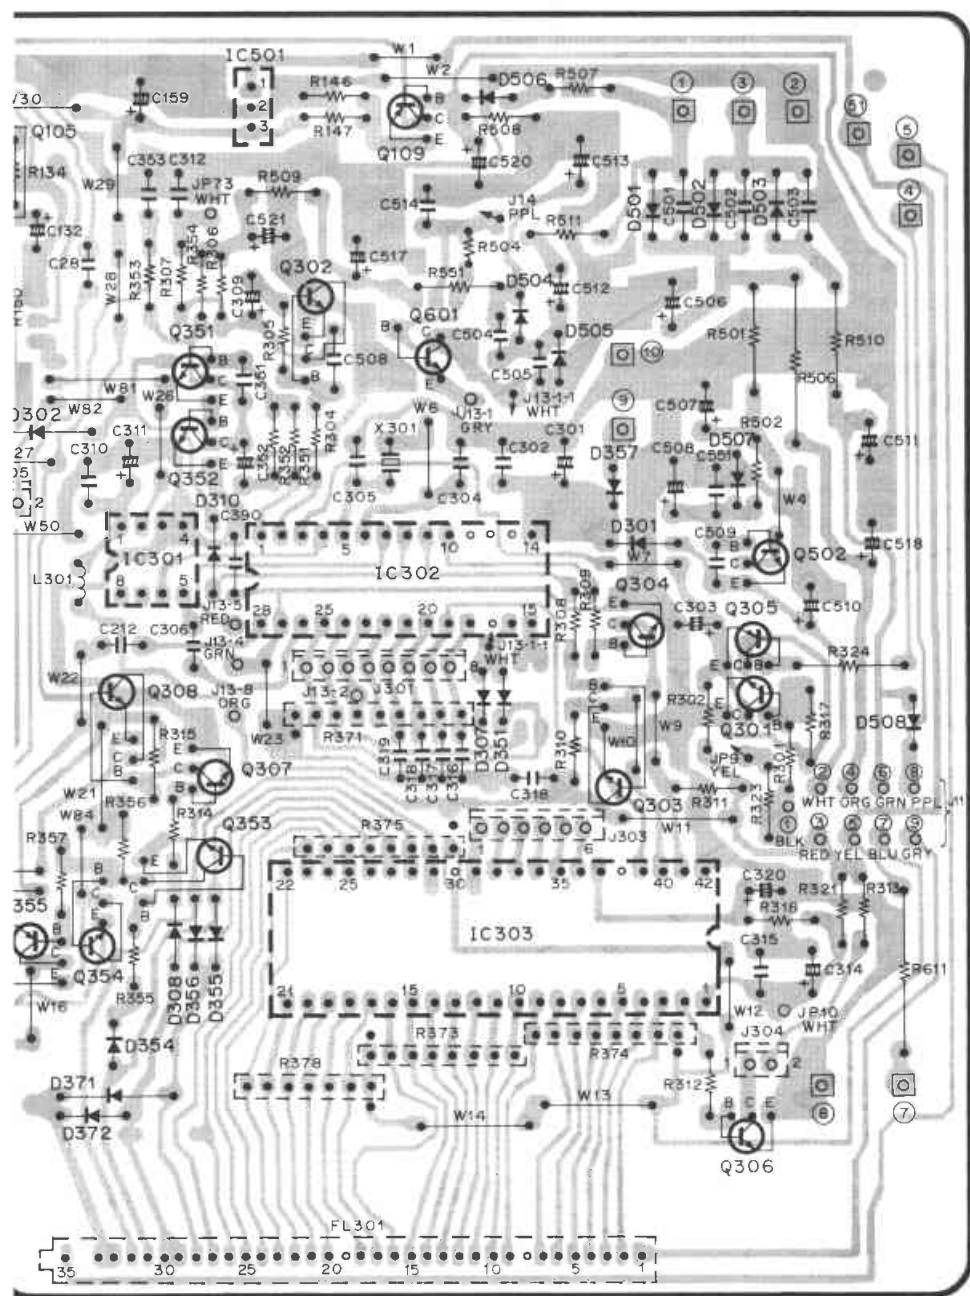 IC501
W1
W2
D506
R507
1
3
2
51
5
4
R146
R147
C159
1
2
3
B
C
E
R508
Q109
C520
C513
W30
Q105
R134
C132
W29
C353
C312
JP73
WHT
R509
C514
J14
PPL
R511
D501
C501
D502
C502
D503
C503
C28
W28
R353
R307
R354
R306
C521
C309
Q302
C517
R504
R551
D504
C512
C506
R501
R506
R510
R305
Q601
C504
D505
C505
10
Q351
C351
C508
B
C
E
J13-1
GRY
J13-1-1
WHT
9
W81
W82
W26
W6
D302
C311
C310
Q352
C352
R352
R351
R304
X301
C305
C304
C302
C301
D357
C507
C508
R502
D507
C551
W4
C511
2
W50
L301
D310
C390
IC301
1
4
8
5
IC302
1
5
10
14
28
25
20
15
D301
W7
C509
Q502
C518
J13-5
RED
J13-4
GRN
J13-1-1
WHT
R308
R309
Q304
C303
Q305
C510
C212
C306
R324
W22
Q308
J13-8
ORG
J13-2
J301
1
8
W23
R371
R302
Q301
R317
D508
R315
Q307
C319
C318
C317
C316
D307
D351
R310
W10
W9
JP9
YEL
R301
W21
R356
R314
C318
Q303
R311
R323
W11
2
4
6
8
WHT
ORG
GRN
PPL
1
BLK
3
7
9
RED
YEL
BLU
GRY
W84
R357
Q353
R375
J303
6
22
25
30
35
40
42
C320
R321
R313
R316
355
Q354
IC303
C315
C314
R611
R355
D308
D356
D355
21
15
10
5
1
W12
JP10
WHT
W16
D354
R373
R374
J304
1
2
R378
R312
D371
D372
W14
W13
B
C
E
8
7
Q306
FL301
35
30
25
20
15
10
5
1